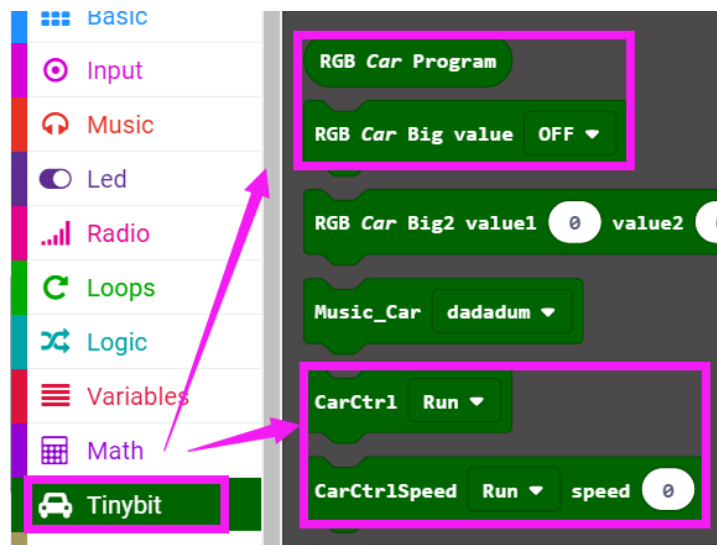 Basic
Input
Music
Led
Radio
Loops
Logic
Variables
Math
Tinybit
RGB Car Program
RGB Car Big value OFF
RGB Car Big2 value1 0 value2
Music_Car dadadum
CarCtrl Run
CarCtrlSpeed Run speed 0